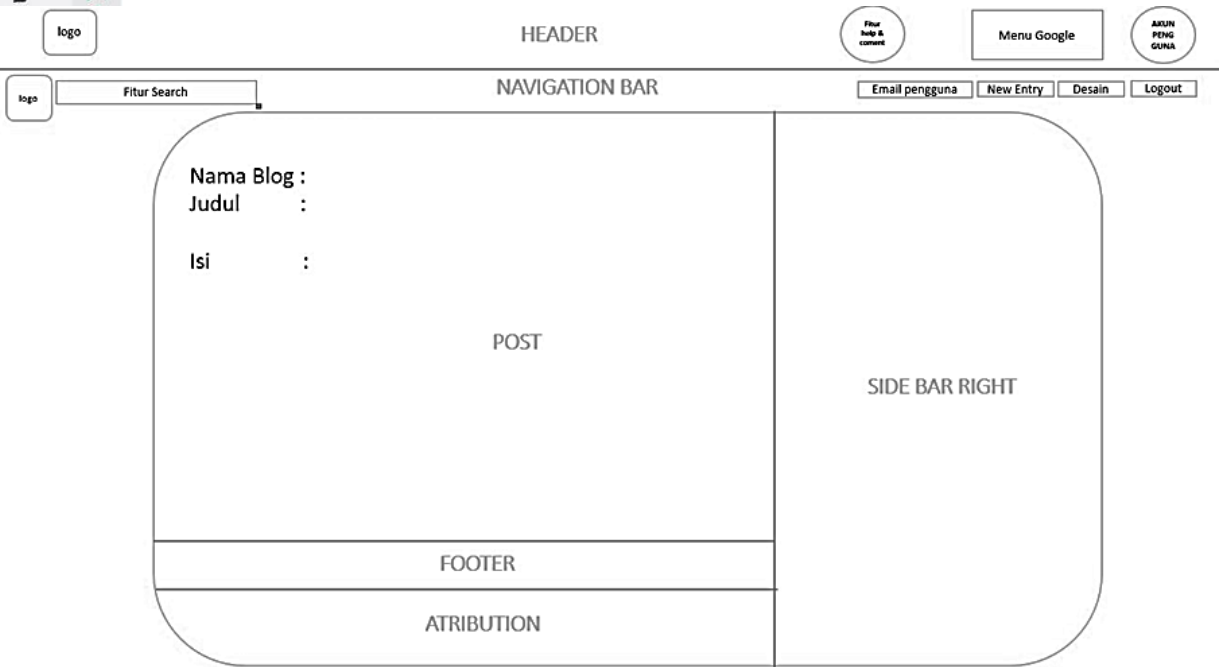 logo
HEADER
Fitur
help &
coment
Menu Google
AKUN
PENG
GUNA
logo
Fitur Search
NAVIGATION BAR
Email pengguna
New Entry
Desain
Logout
Nama Blog :
Judul :
Isi :
POST
SIDE BAR RIGHT
FOOTER
ATRIBUTION